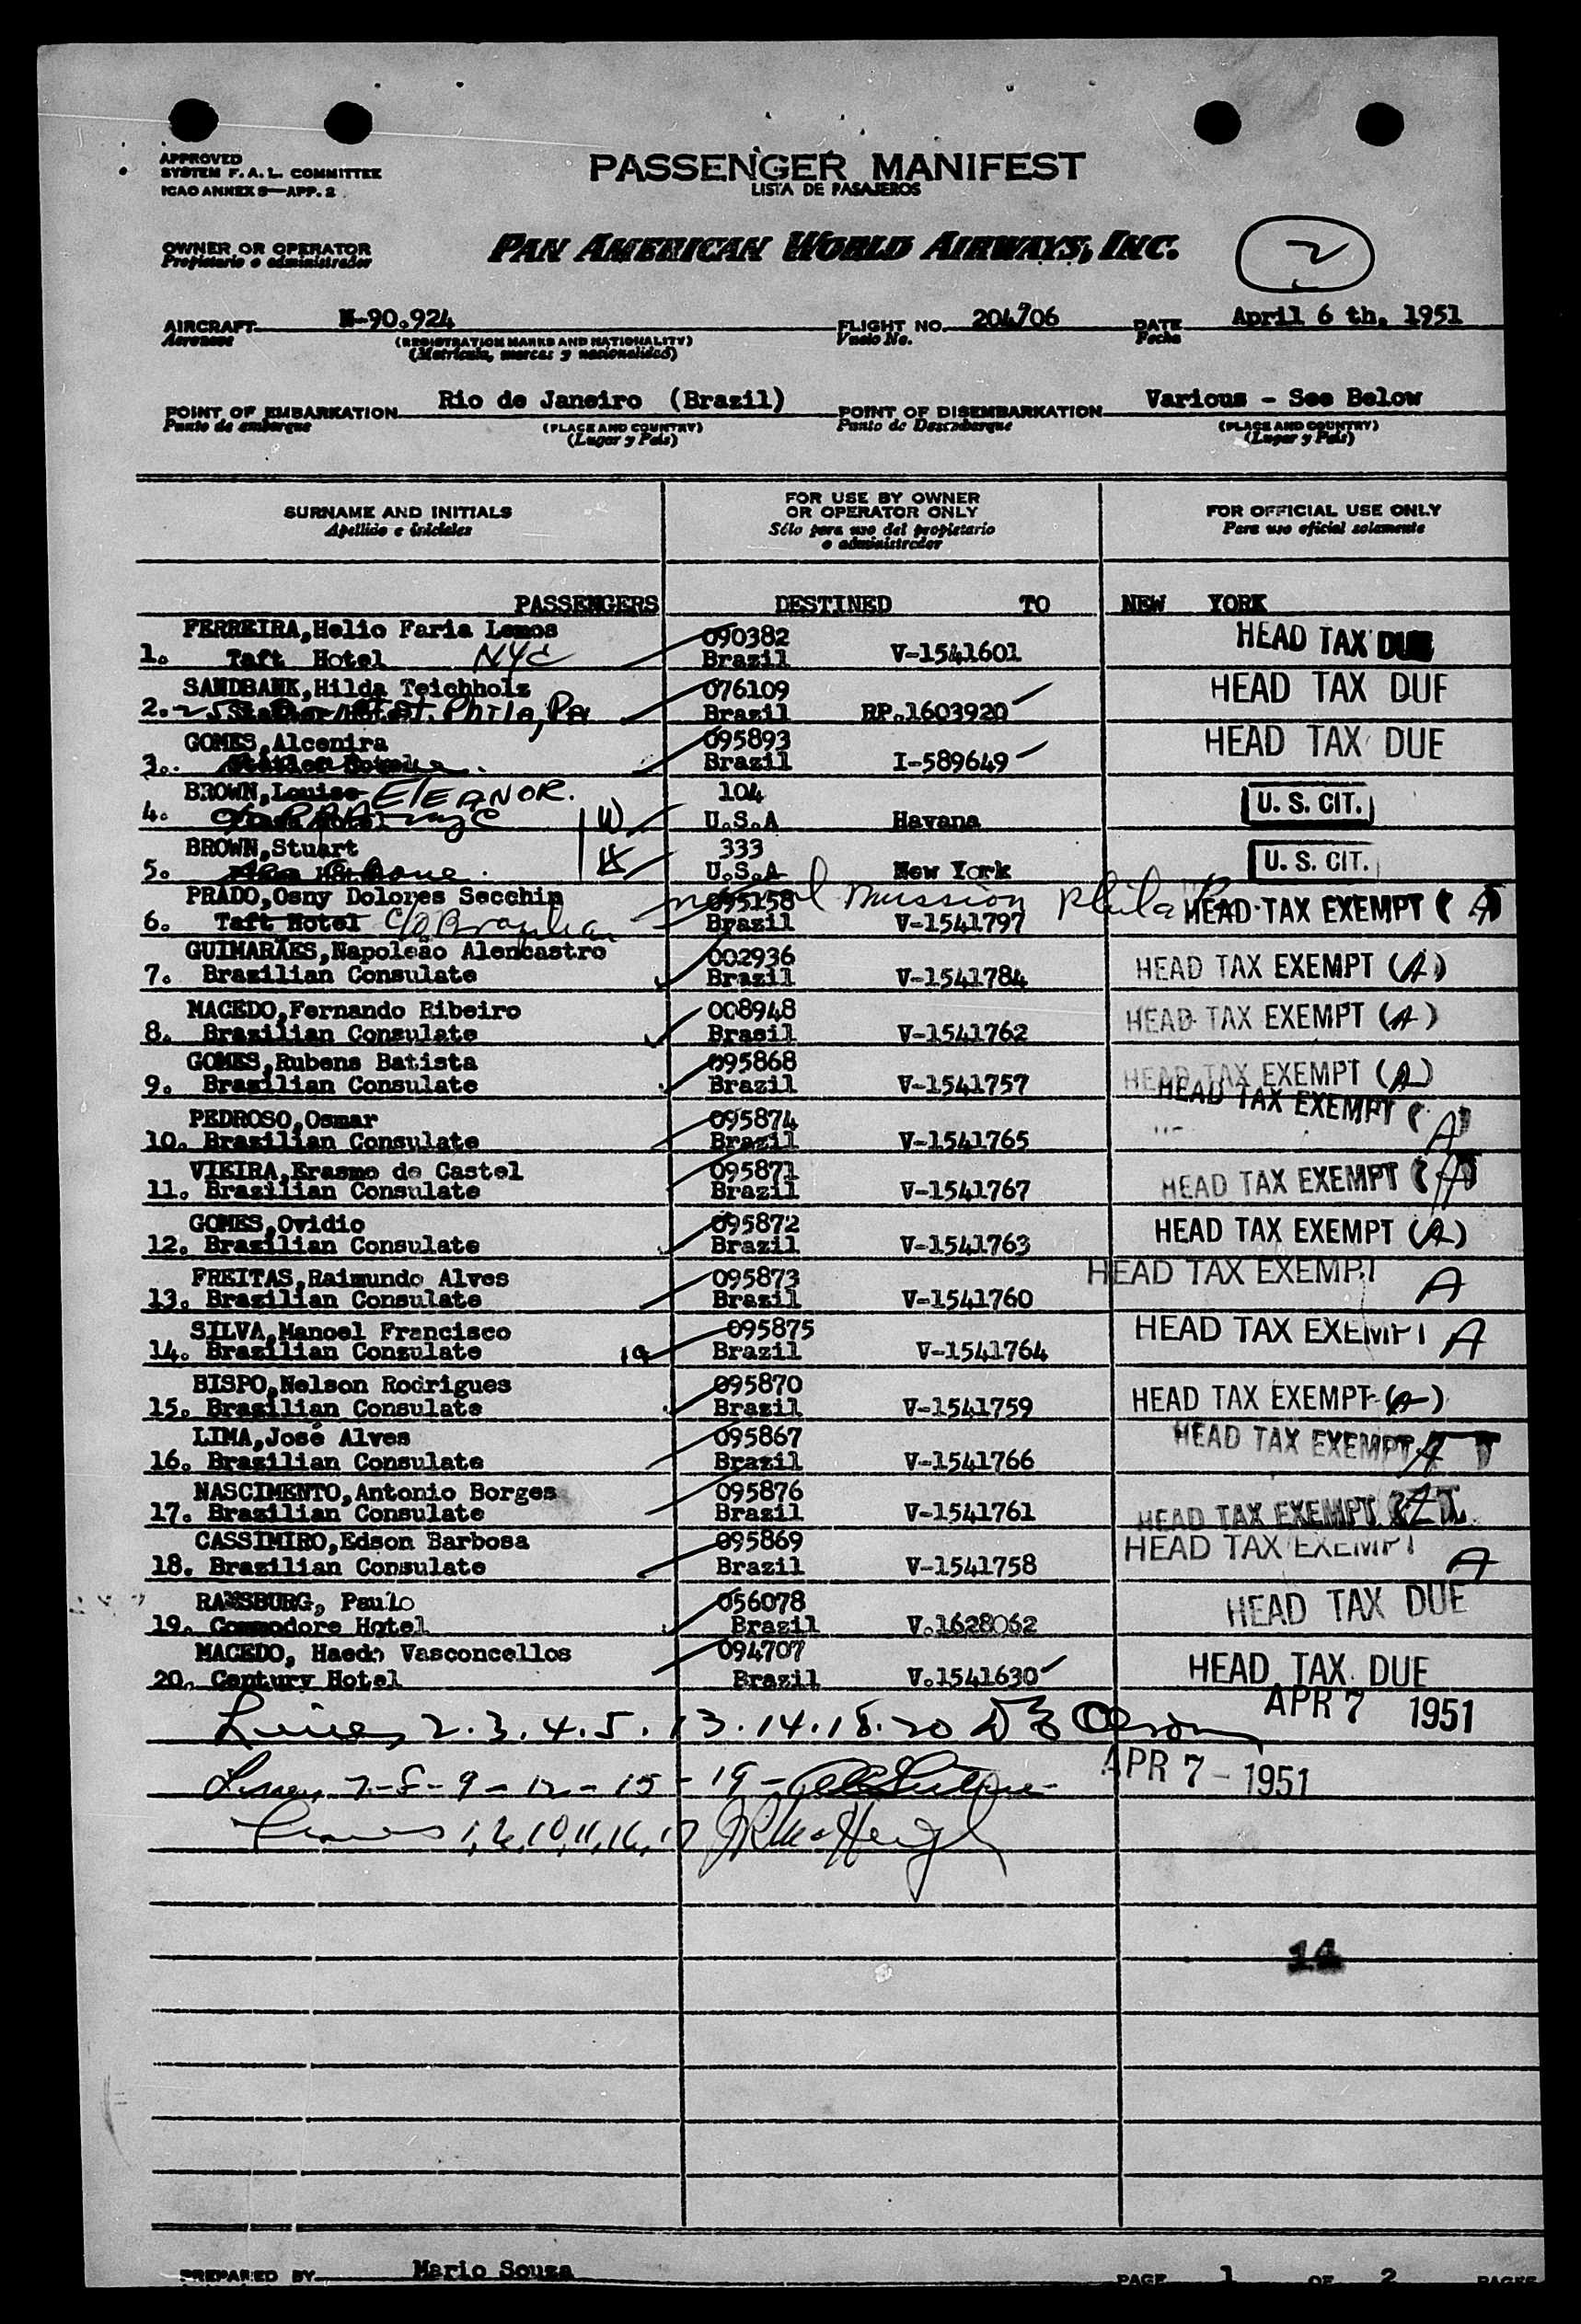 APPROVED
SYSTEM F. A. L. COMMITTEE
ICAO ANNEX 9—APP. 2
PASSENGER MANIFEST
LISTA DE PASAJEROS
OWNER OR OPERATOR
Propietario o administrador
PAN AMERICAN WORLD AIRWAYS, INC.
2
AIRCRAFT N-90.924
Aeronave
(REGISTRATION MARKS AND NATIONALITY)
(Matrícula, marcas y nacionalidad)
FLIGHT NO. 204/06
Vuelo No.
DATE April 6 th. 1951
Fecha
POINT OF EMBARKATION Rio de Janeiro (Brazil)
Punto de embarque
(PLACE AND COUNTRY)
(Lugar y País)
POINT OF DISEMBARKATION Various - See Below
Punto de Desembarque
(PLACE AND COUNTRY)
(Lugar y País)
SURNAME AND INITIALS
Apellido e iniciales
FOR USE BY OWNER
OR OPERATOR ONLY
Sólo para uso del propietario
o administrador
FOR OFFICIAL USE ONLY
Para uso oficial solamente
PASSENGERS DESTINED TO NEW YORK
FERREIRA,Helio Faria Lemos 090382 HEAD TAX DUE
1. Taft Hotel NYC Brazil V-1541601
SANDBANK,Hilda Teichholz 076109 HEAD TAX DUE
2. St. Phila, Pa Brazil RP.1603920
GOMES,Alcenira 095893 HEAD TAX DUE
3. Brazil I-589649
BROWN,Louise ELEANOR. 104 U. S. CIT.
4. NYC W U.S.A Havana
BROWN,Stuart 333 U. S. CIT.
5. H U.S.A New York
PRADO,Osny Dolores Secchin 095158 naval mission Phila Pa HEAD TAX EXEMPT (A)
6. Taft Hotel c/o Brazilian Brazil V-1541797
GUIMARÃES,Napoleão Alencastro 002936 HEAD TAX EXEMPT (A)
7. Brazilian Consulate Brazil V-1541784
MACEDO,Fernando Ribeiro 008948 HEAD TAX EXEMPT (A)
8. Brazilian Consulate Brasil V-1541762
GOMES,Rubens Batista 095868 HEAD TAX EXEMPT (A)
9. Brazilian Consulate Brazil V-1541757
PEDROSO,Osmar 095874 HEAD TAX EXEMPT (A)
10. Brazilian Consulate Brazil V-1541765
VIEIRA,Erasmo de Castel 095871 HEAD TAX EXEMPT (A)
11. Brazilian Consulate Brazil V-1541767
GOMES,Ovidio 095872 HEAD TAX EXEMPT (A)
12. Brazilian Consulate Brazil V-1541763
FREITAS,Raimundo Alves 095873 HEAD TAX EXEMPT A
13. Brazilian Consulate Brazil V-1541760
SILVA,Manoel Francisco 095875 HEAD TAX EXEMPT A
14. Brazilian Consulate Brazil V-1541764
BISPO,Nelson Rodrigues 095870 HEAD TAX EXEMPT (A)
15. Brazilian Consulate Brazil V-1541759
LIMA,José Alves 095867 HEAD TAX EXEMPT A
16. Brazilian Consulate Brazil V-1541766
NASCIMENTO,Antonio Borges 095876
17. Brazilian Consulate Brazil V-1541761 HEAD TAX EXEMPT A
CASSIMIRO,Edson Barbosa 095869 HEAD TAX EXEMPT A
18. Brazilian Consulate Brazil V-1541758
RAMSBURG, Paulo 056078 HEAD TAX DUE
19. Commodore Hotel Brazil V.1628062
MACEDO, Haedo Vasconcellos 094707 HEAD TAX DUE
20. Century Hotel Brazil V.1541630
Lines 2.3.4.5.13.14.18.20 Olson APR 7 1951
Lines 7-8-9-12-15-19- APR 7 - 1951
Lines 1,6,10,11,16,17
14
PREPARED BY Mario Souza
PAGE 1 OF 2 PAGES